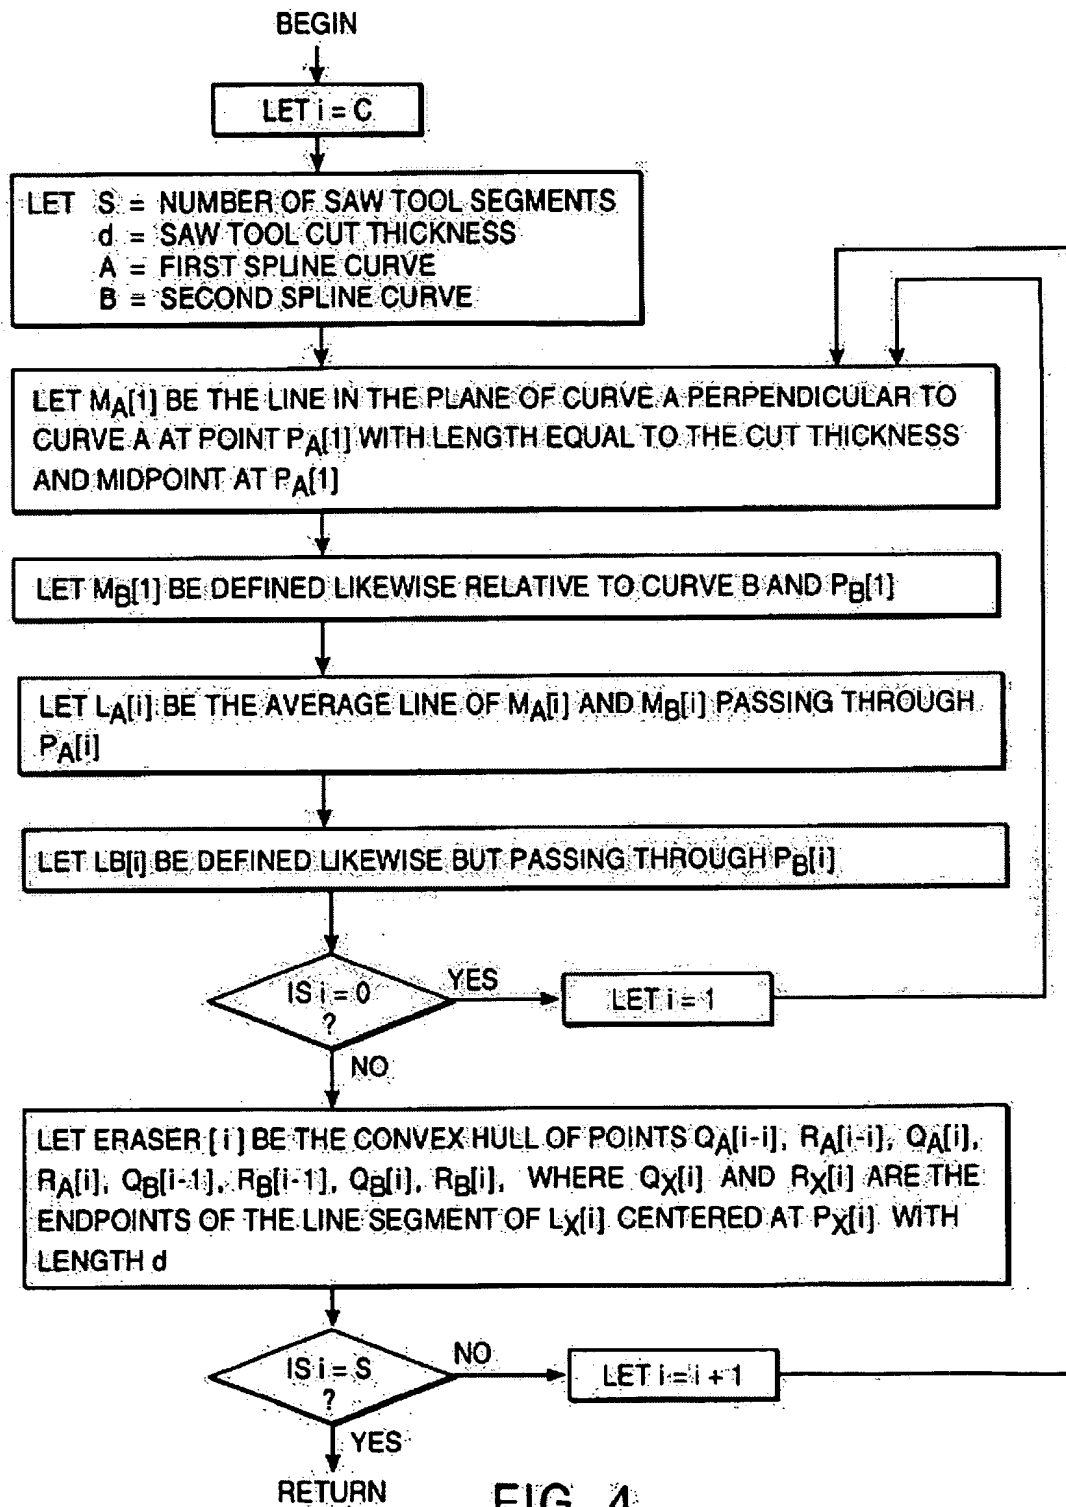 BEGIN
LET i = C
LET S = NUMBER OF SAW TOOL SEGMENTS
d = SAW TOOL CUT THICKNESS
A = FIRST SPLINE CURVE
B = SECOND SPLINE CURVE
LET MA[1] BE THE LINE IN THE PLANE OF CURVE A PERPENDICULAR TO
CURVE A AT POINT PA[1] WITH LENGTH EQUAL TO THE CUT THICKNESS
AND MIDPOINT AT PA[1]
LET MB[1] BE DEFINED LIKEWISE RELATIVE TO CURVE B AND PB[1]
LET LA[i] BE THE AVERAGE LINE OF MA[i] AND MB[i] PASSING THROUGH
PA[i]
LET LB[i] BE DEFINED LIKEWISE BUT PASSING THROUGH PB[i]
IS i = 0
?
YES
LET i = 1
NO
LET ERASER [ i ] BE THE CONVEX HULL OF POINTS QA[i-i], RA[i-i], QA[i],
RA[i], QB[i-1], RB[i-1], QB[i], RB[i], WHERE QX[i] AND RX[i] ARE THE
ENDPOINTS OF THE LINE SEGMENT OF LX[i] CENTERED AT PX[i] WITH
LENGTH d
IS i = S
?
NO
LET i = i + 1
YES
RETURN
FIG. 4